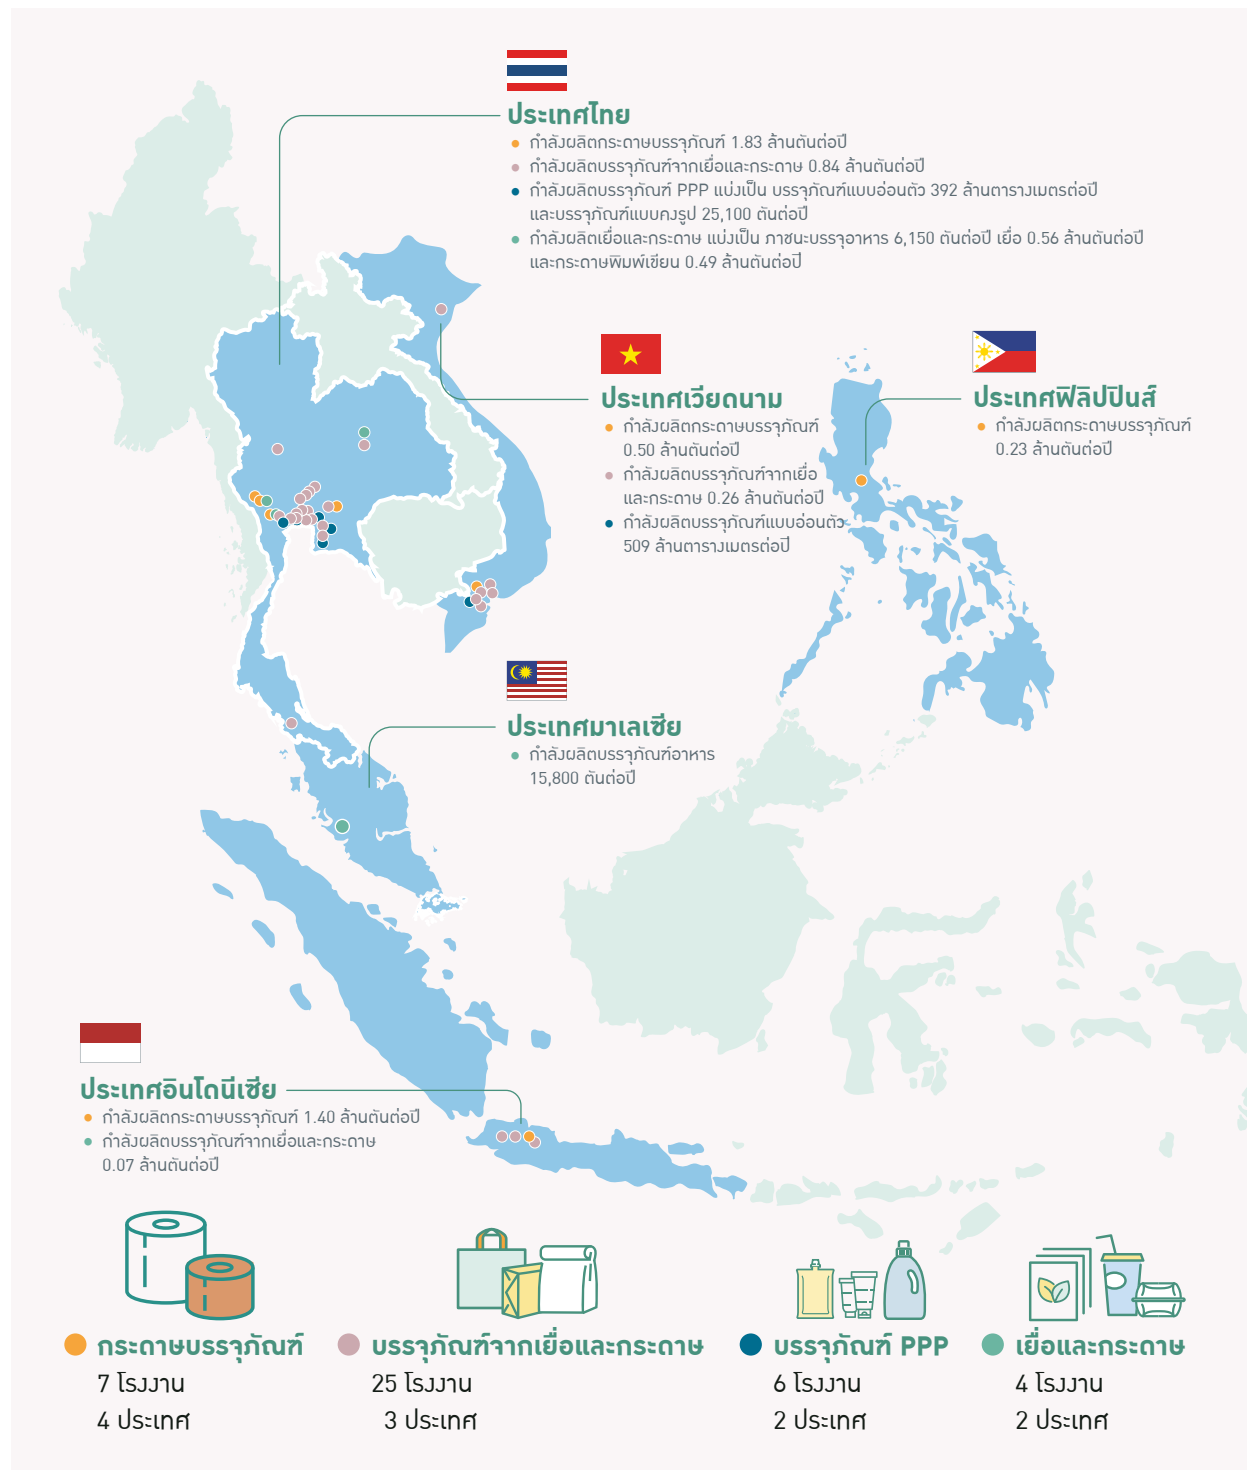 ประเทศไทย
กำลังผลิตกระดาษบรรจุภัณฑ์ 1.83 ล้านตันต่อปี
กำลังผลิตบรรจุภัณฑ์จากเยื่อและกระดาษ 0.84 ล้านตันต่อปี
กำลังผลิตบรรจุภัณฑ์ PPP แบ่งเป็น บรรจุภัณฑ์แบบอ่อนตัว 392 ล้านตารางเมตรต่อปี
และบรรจุภัณฑ์แบบคงรูป 25,100 ตันต่อปี
กำลังผลิตเยื่อและกระดาษ แบ่งเป็น ภาชนะบรรจุอาหาร 6,150 ตันต่อปี เยื่อ 0.56 ล้านตันต่อปี
และกระดาษพิมพ์เขียน 0.49 ล้านตันต่อปี
ประเทศเวียดนาม
กำลังผลิตกระดาษบรรจุภัณฑ์
0.50 ล้านตันต่อปี
กำลังผลิตบรรจุภัณฑ์จากเยื่อ
และกระดาษ 0.26 ล้านตันต่อปี
กำลังผลิตบรรจุภัณฑ์แบบอ่อนตัว
509 ล้านตารางเมตรต่อปี
ประเทศฟิลิปปินส์
กำลังผลิตกระดาษบรรจุภัณฑ์
0.23 ล้านตันต่อปี
ประเทศมาเลเซีย
กำลังผลิตบรรจุภัณฑ์อาหาร
15,800 ตันต่อปี
ประเทศอินโดนีเซีย
กำลังผลิตกระดาษบรรจุภัณฑ์ 1.40 ล้านตันต่อปี
กำลังผลิตบรรจุภัณฑ์จากเยื่อและกระดาษ
0.07 ล้านตันต่อปี
กระดาษบรรจุภัณฑ์
7 โรงงาน
4 ประเทศ
บรรจุภัณฑ์จากเยื่อและกระดาษ
25 โรงงาน
3 ประเทศ
บรรจุภัณฑ์ PPP
6 โรงงาน
2 ประเทศ
เยื่อและกระดาษ
4 โรงงาน
2 ประเทศ